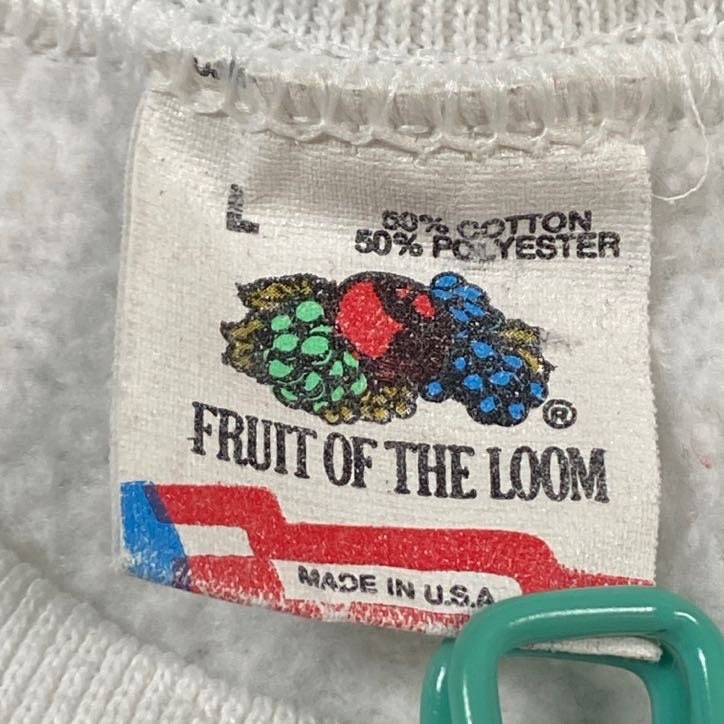 L
50% COTTON
50% POLYESTER
®
FRUIT OF THE LOOM
MADE IN U.S.A